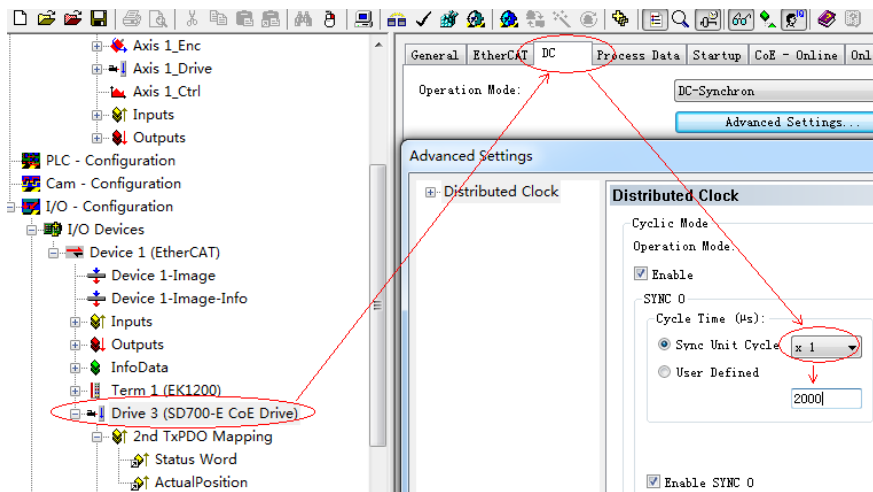 Axis 1_Enc
Axis 1_Drive
Axis 1_Ctrl
Inputs
Outputs
PLC - Configuration
Cam - Configuration
I/O - Configuration
I/O Devices
Device 1 (EtherCAT)
Device 1-Image
Device 1-Image-Info
Inputs
Outputs
InfoData
Term 1 (EK1200)
Drive 3 (SD700-E CoE Drive)
2nd TxPDO Mapping
Status Word
ActualPosition
General EtherCAT DC Process Data Startup CoE - Online Onl
Operation Mode: DC-Synchron
Advanced Settings...
Advanced Settings
Distributed Clock
Distributed Clock
Cyclic Mode
Operation Mode:
Enable
SYNC 0
Cycle Time (µs):
Sync Unit Cycle x 1
User Defined
2000
Enable SYNC 0